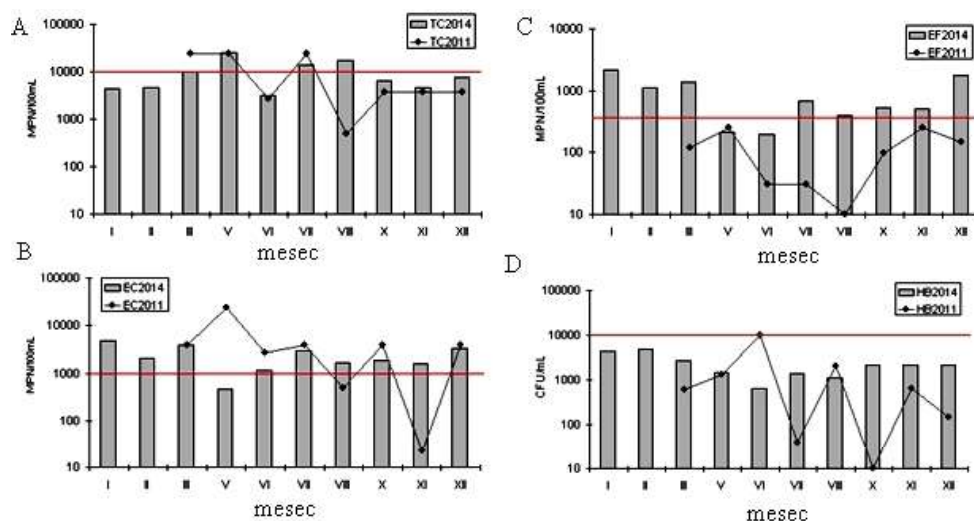 A
TC2014
TC2011
MPN/100mL
100000
10000
1000
100
10
I II III V VI VII VIII X XI XII
mesec
B
EC2014
EC2011
MPN/100mL
100000
10000
1000
100
10
I II III V VI VII VIII X XI XII
mesec
C
EF2014
EF2011
MPN/100mL
10000
1000
100
10
I II III V VI VII VIII X XI XII
mesec
D
HB2014
HB2011
CFU/mL
100000
10000
1000
100
10
I II III V VI VII VIII X XI XII
mesec